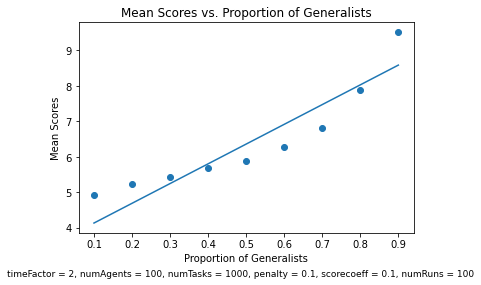 Mean Scores vs. Proportion of Generalists
9
8
7
6
5
4
Mean Scores
0.1 0.2 0.3 0.4 0.5 0.6 0.7 0.8 0.9
Proportion of Generalists
timeFactor = 2, numAgents = 100, numTasks = 1000, penalty = 0.1, scorecoeff = 0.1, numRuns = 100